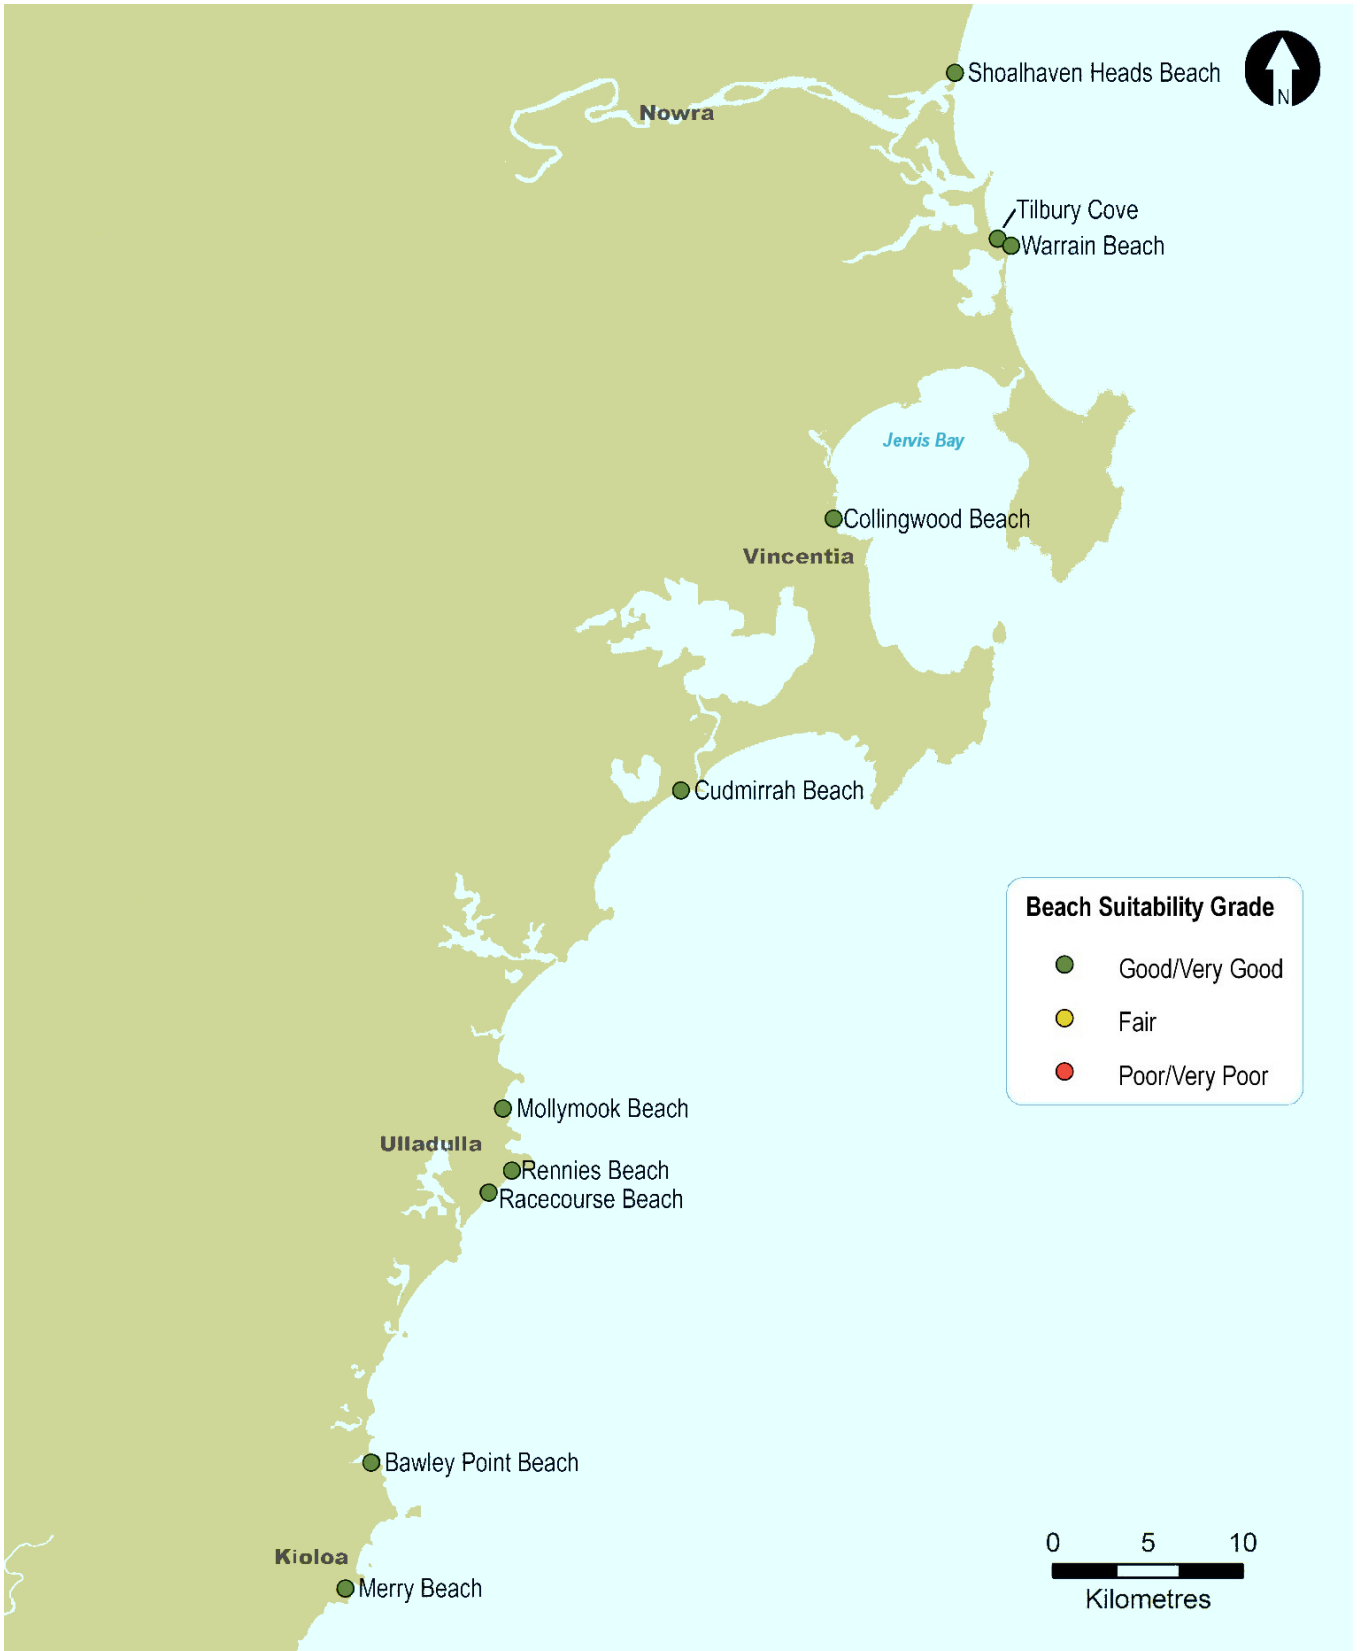 Shoalhaven Heads Beach
N
Nowra
Tilbury Cove
Warrain Beach
Jervis Bay
Collingwood Beach
Vincentia
Cudmirrah Beach
Beach Suitability Grade
Good/Very Good
Fair
Poor/Very Poor
Mollymook Beach
Ulladulla
Rennies Beach
Racecourse Beach
Bawley Point Beach
Kioloa
Merry Beach
0 5 10
Kilometres